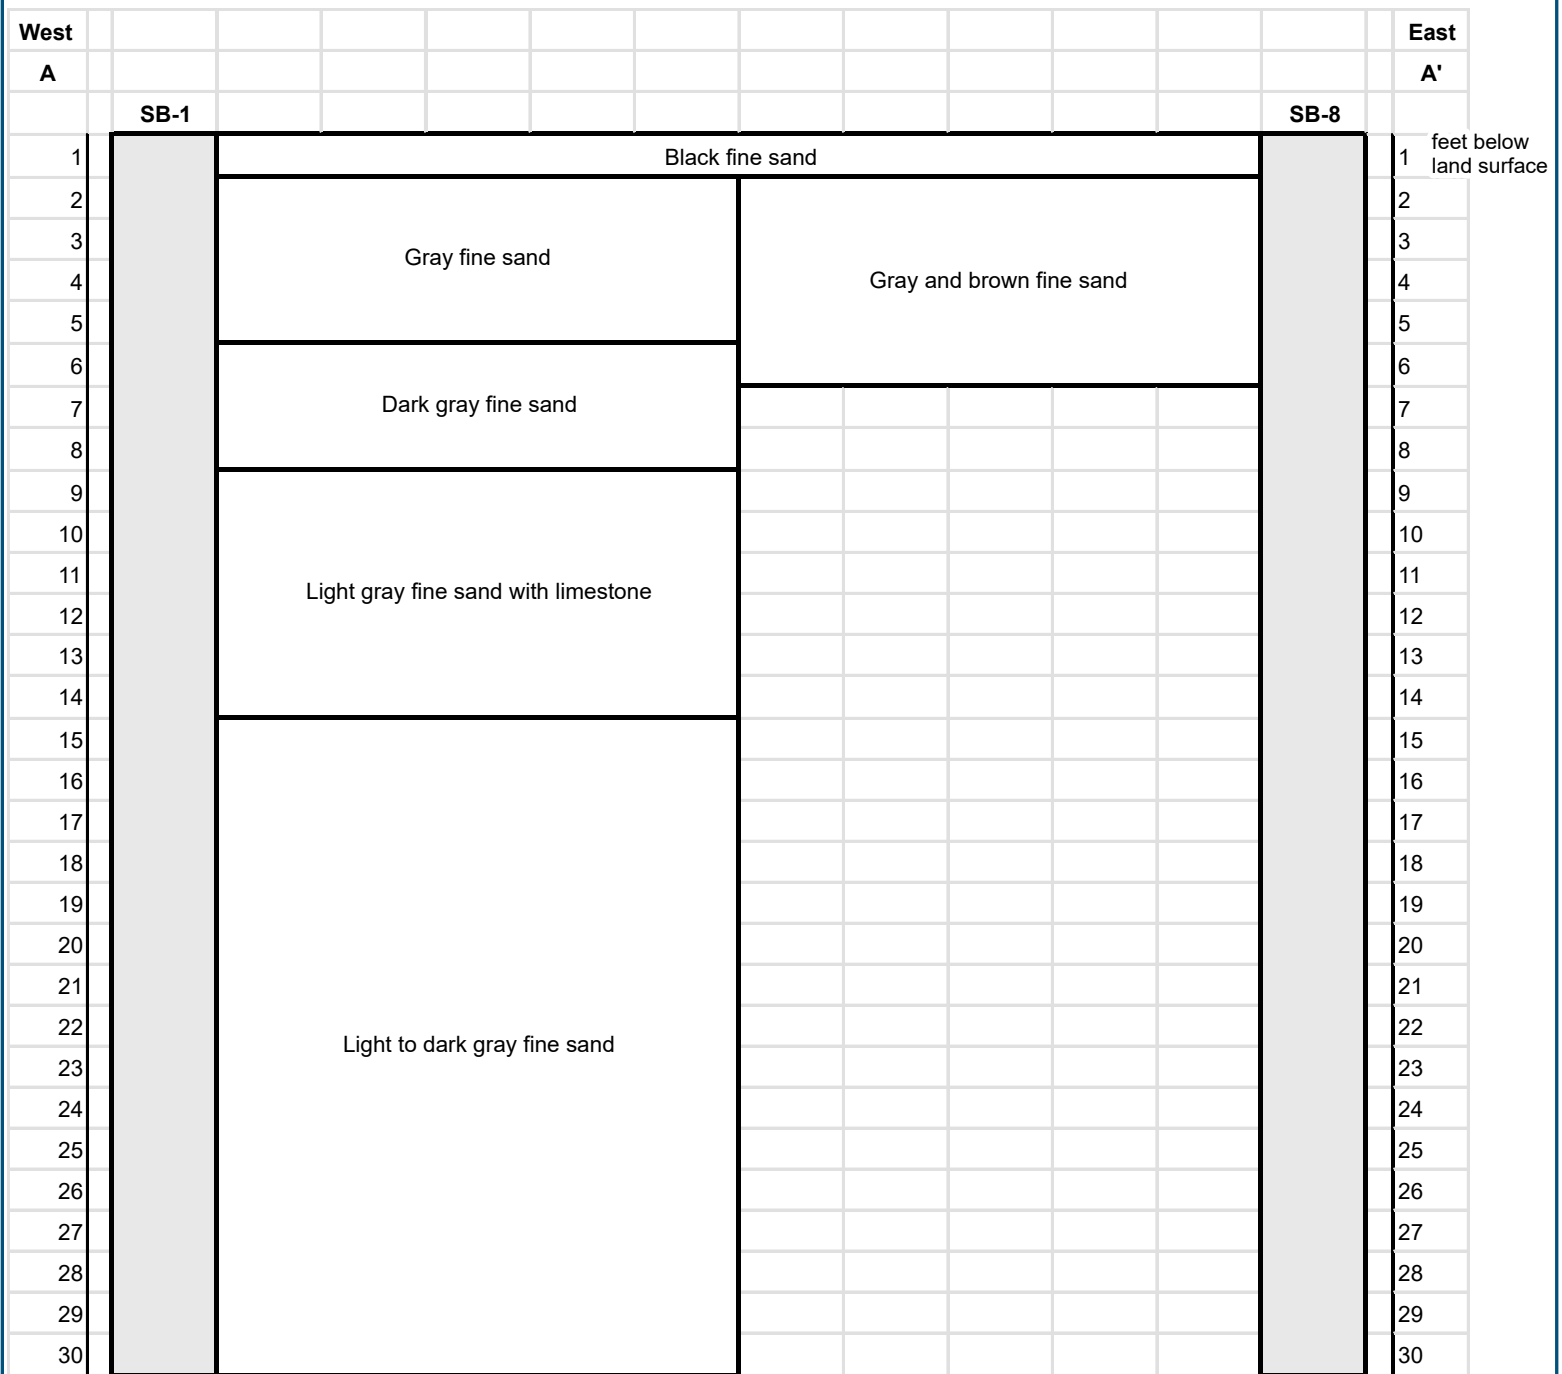 West East
A A'
SB-1 SB-8
feet below
1 Black fine sand 1 land surface
2 2
3 3
Gray fine sand
4 Gray and brown fine sand 4
5 5
6 6
7 Dark gray fine sand 7
8 8
9 9
10 10
11 11
Light gray fine sand with limestone
12 12
13 13
14 14
15 15
16 16
17 17
18 18
19 19
20 20
21 21
22 22
Light to dark gray fine sand
23 23
24 24
25 25
26 26
27 27
28 28
29 29
30 30